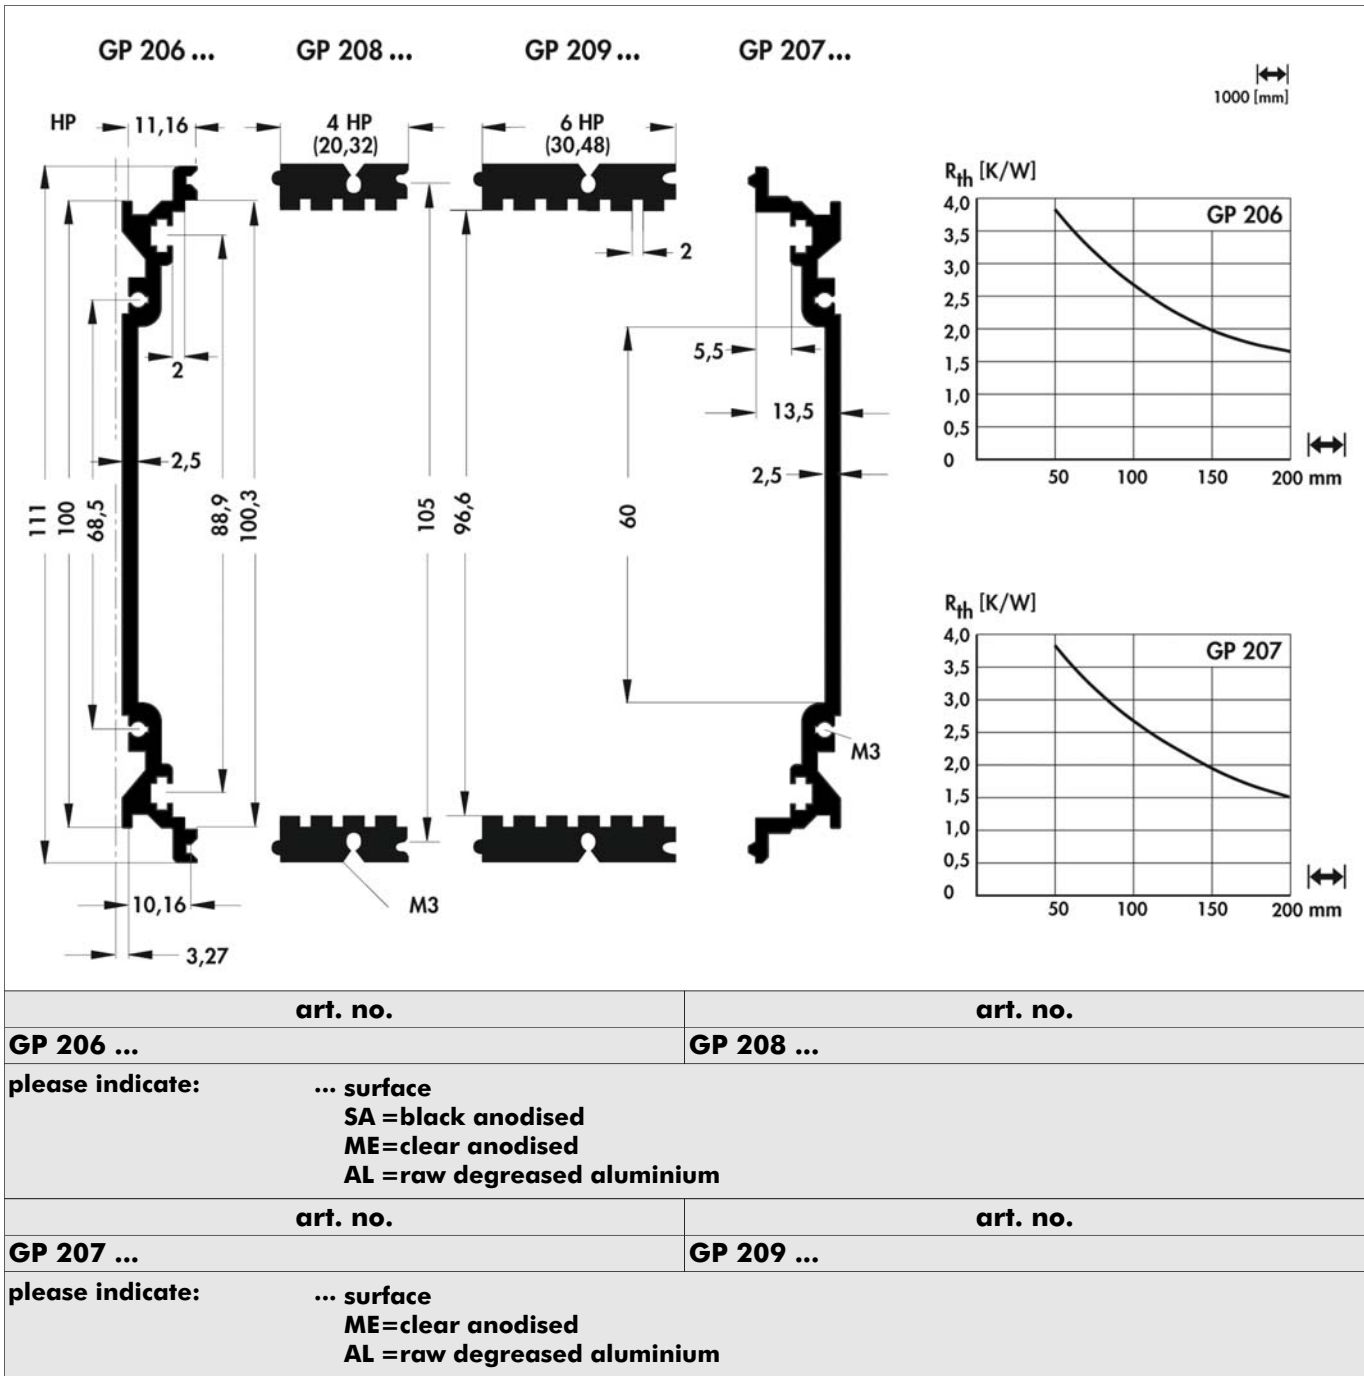 GP 206 ... GP 208 ... GP 209 ... GP 207...
1000 [mm]
HP 11,16 4 HP 6 HP
(20,32) (30,48)
2
2
5,5
13,5
2,5
2,5
111
100
68,5
88,9
100,3
105
96,6
60
M3
M3
10,16
3,27
Rth [K/W]
GP 206
4,0
3,5
3,0
2,5
2,0
1,5
1,0
0,5
0
50 100 150 200 mm
Rth [K/W]
GP 207
4,0
3,5
3,0
2,5
2,0
1,5
1,0
0,5
0
50 100 150 200 mm
art. no. art. no.
GP 206 ... GP 208 ...
please indicate: ... surface
SA =black anodised
ME=clear anodised
AL =raw degreased aluminium
art. no. art. no.
GP 207 ... GP 209 ...
please indicate: ... surface
ME=clear anodised
AL =raw degreased aluminium